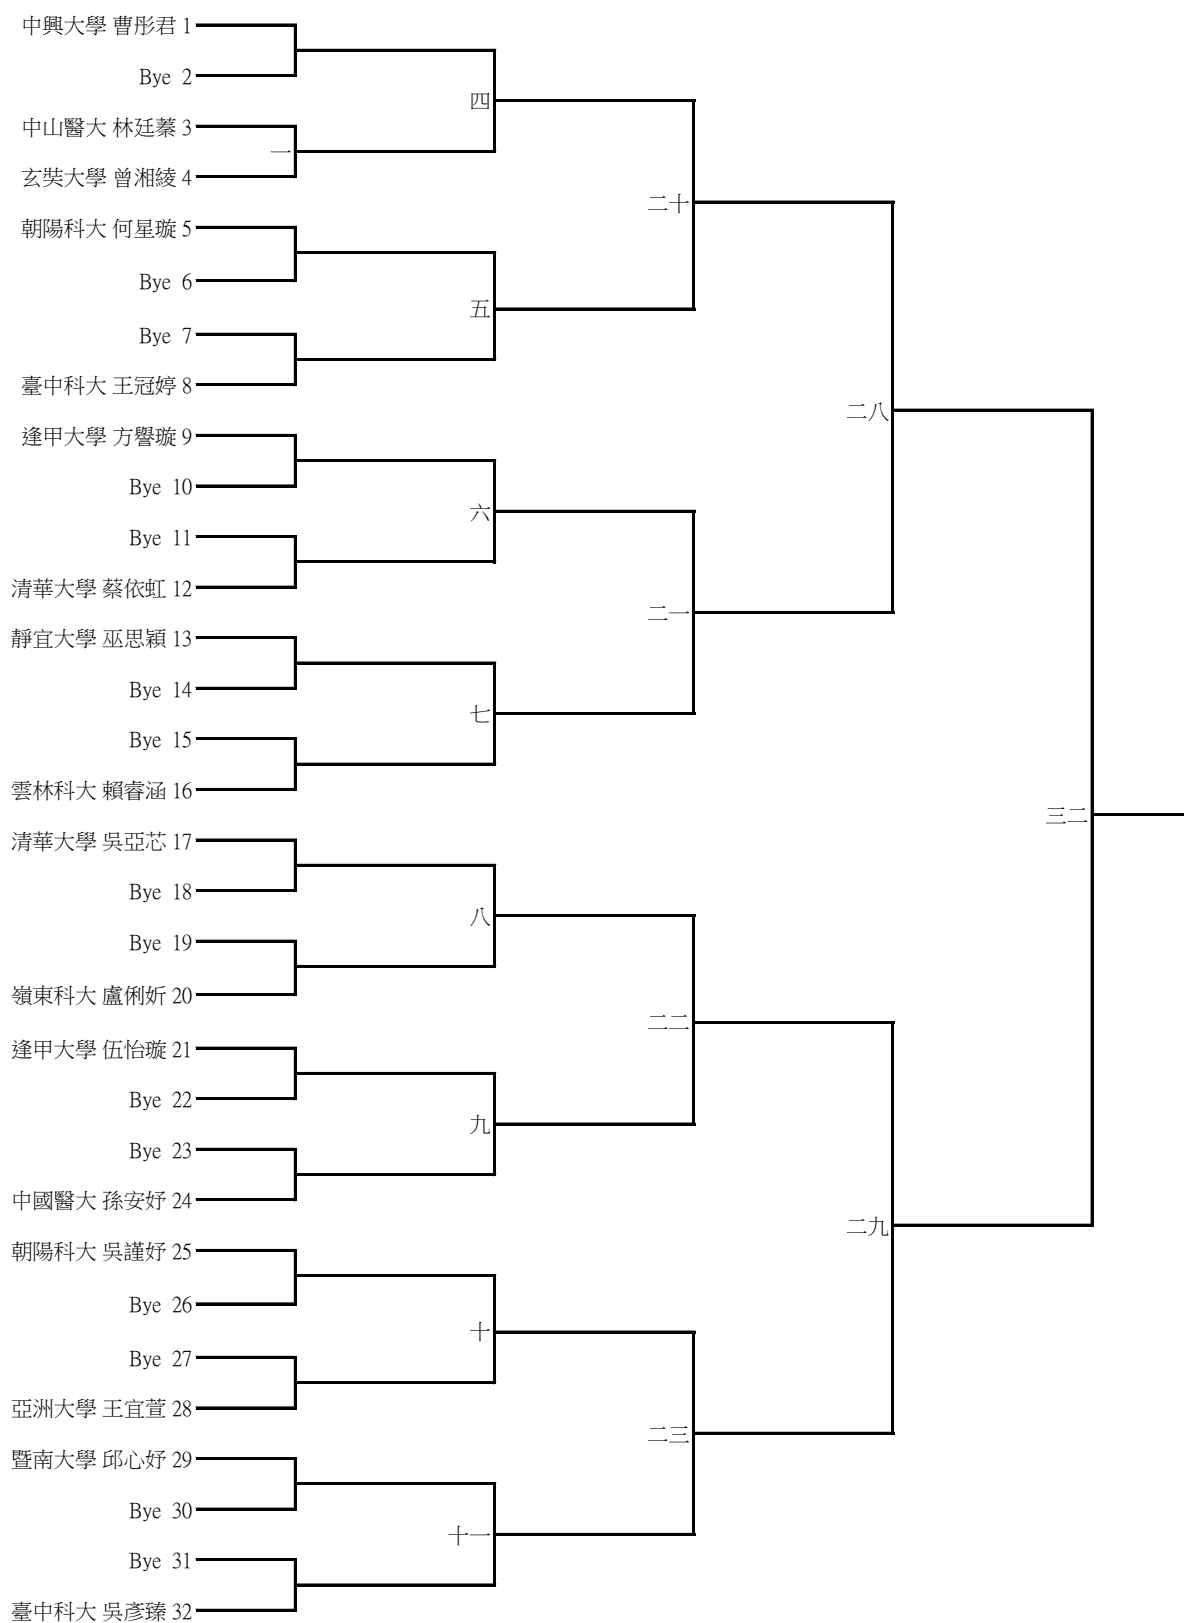 中興大學 曹彤君 1
Bye 2
四
中山醫大 林廷蓁 3
一
玄奘大學 曾湘綾 4
二十
朝陽科大 何星璇 5
Bye 6
五
Bye 7
臺中科大 王冠婷 8
二八
逢甲大學 方譽璇 9
Bye 10
六
Bye 11
清華大學 蔡依虹 12
二一
靜宜大學 巫思穎 13
Bye 14
七
Bye 15
雲林科大 賴睿涵 16
三二
清華大學 吳亞芯 17
Bye 18
八
Bye 19
嶺東科大 盧俐妡 20
二二
逢甲大學 伍怡璇 21
Bye 22
九
Bye 23
中國醫大 孫安妤 24
二九
朝陽科大 吳謹妤 25
Bye 26
十
Bye 27
亞洲大學 王宜萱 28
二三
暨南大學 邱心妤 29
Bye 30
十一
Bye 31
臺中科大 吳彥臻 32